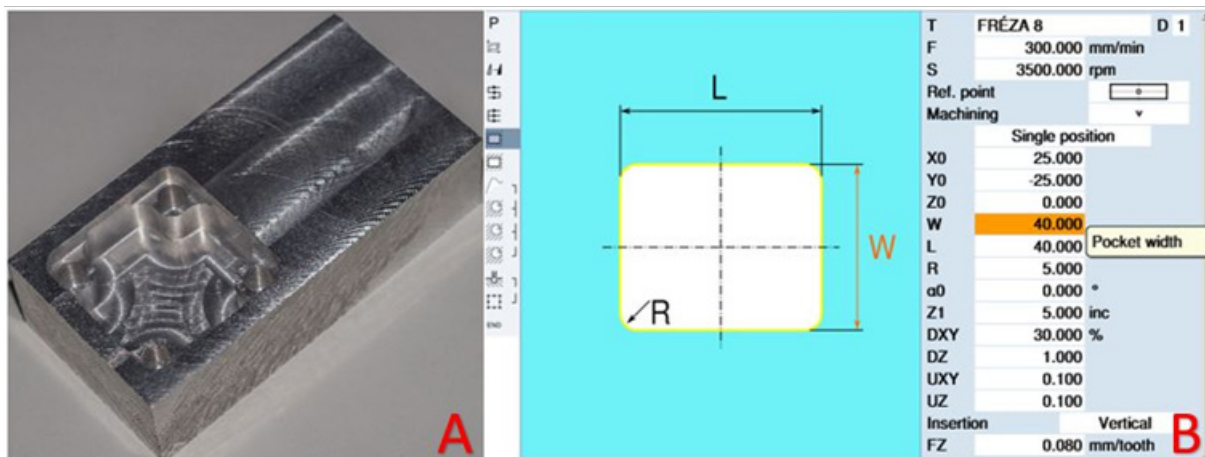 A
P
END
L
W
R
T FRÉZA 8 D 1
F 300.000 mm/min
S 3500.000 rpm
Ref. point
Machining v
Single position
X0 25.000
Y0 -25.000
Z0 0.000
W 40.000
Pocket width
L 40.000
R 5.000
α0 0.000 °
Z1 5.000 inc
DXY 30.000 %
DZ 1.000
UXY 0.100
UZ 0.100
Insertion Vertical
FZ 0.080 mm/tooth
B